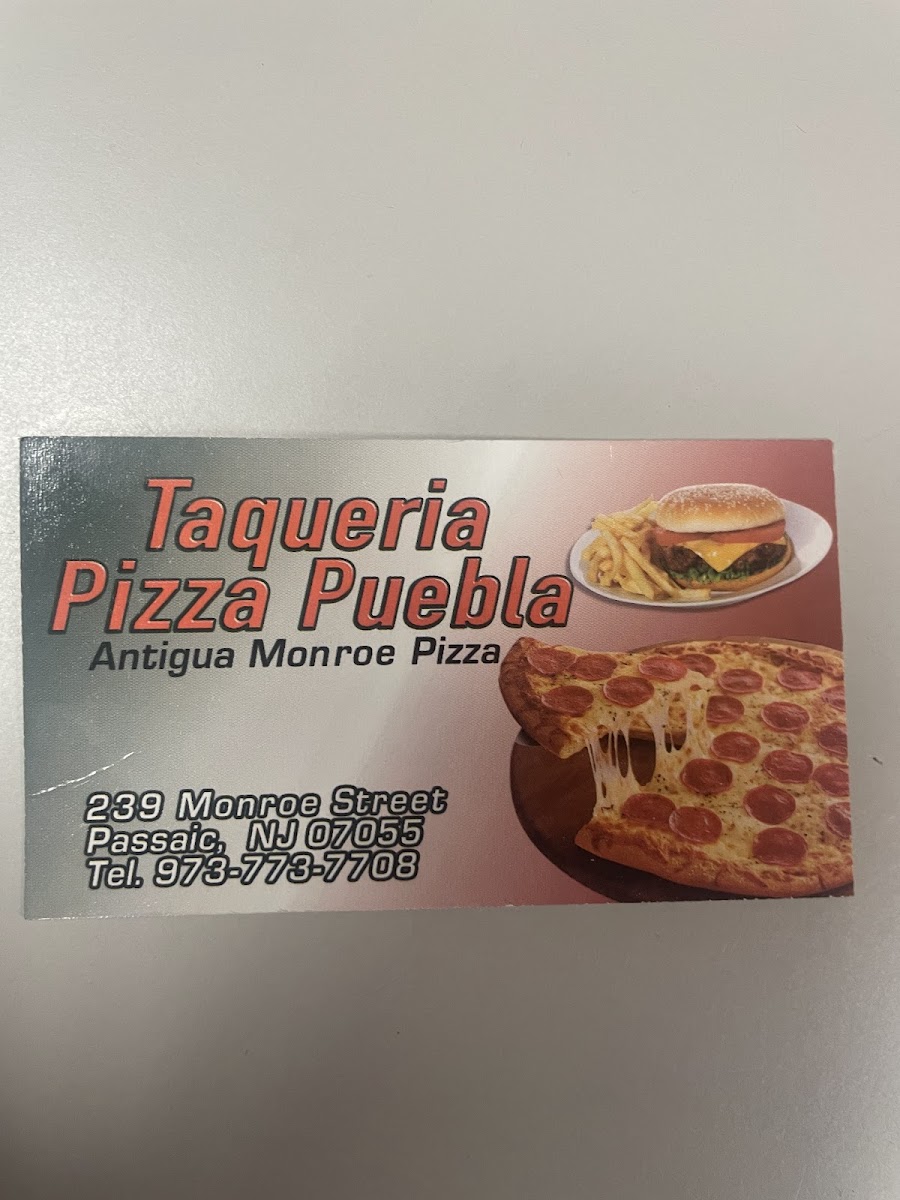 Taqueria
Pizza Puebla
Antigua Monroe Pizza
239 Monroe Street
Passaic, NJ 07055
Tel. 973-773-7708